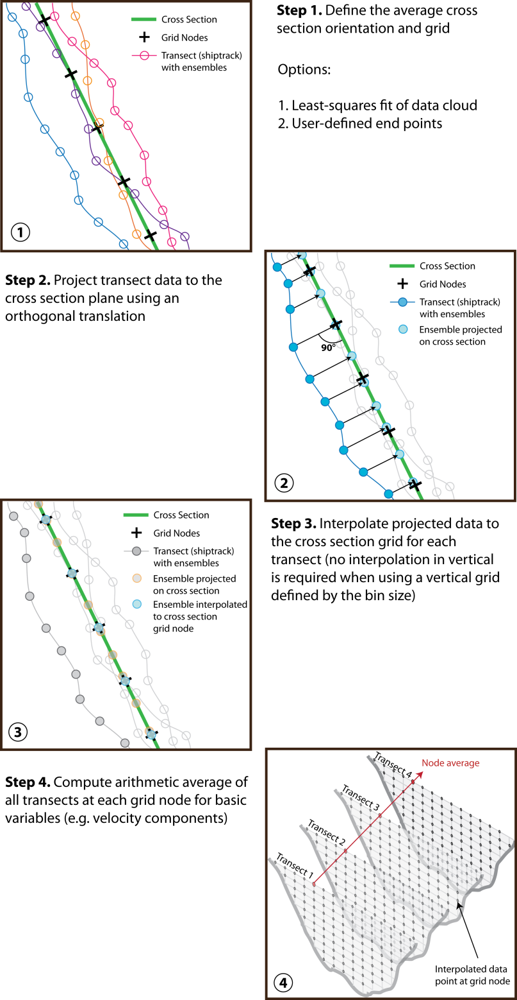 Cross Section
Grid Nodes
Transect (shiptrack)
with ensembles
1
Step 1. Define the average cross
section orientation and grid
Options:
1. Least-squares fit of data cloud
2. User-defined end points
Step 2. Project transect data to the
cross section plane using an
orthogonal translation
Cross Section
Grid Nodes
Transect (shiptrack)
with ensembles
Ensemble projected
on cross section
90°
2
Cross Section
Grid Nodes
Transect (shiptrack)
with ensembles
Ensemble projected
on cross section
Ensemble interpolated
to cross section
grid node
3
Step 3. Interpolate projected data to
the cross section grid for each
transect (no interpolation in vertical
is required when using a vertical grid
defined by the bin size)
Step 4. Compute arithmetic average of
all transects at each grid node for basic
variables (e.g. velocity components)
Transect 4
Node average
Transect 3
Transect 2
Transect 1
Interpolated data
point at grid node
4